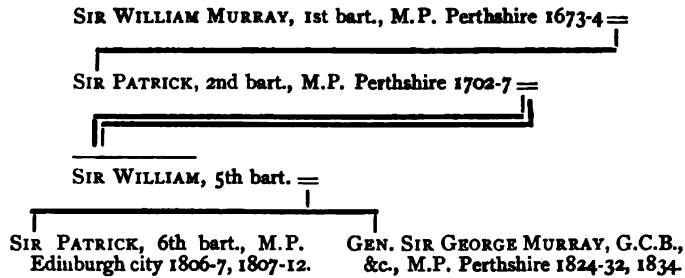 SIR WILLIAM MURRAY, 1st bart., M.P. Perthshire 1673-4
SIR PATRICK, 2nd bart., M.P. Perthshire 1702-7
SIR WILLIAM, 5th bart.
SIR PATRICK, 6th bart., M.P.
Edinburgh city 1806-7, 1807-12.
GEN. SIR GEORGE MURRAY, G.C.B.,
&c., M.P. Perthshire 1824-32, 1834.